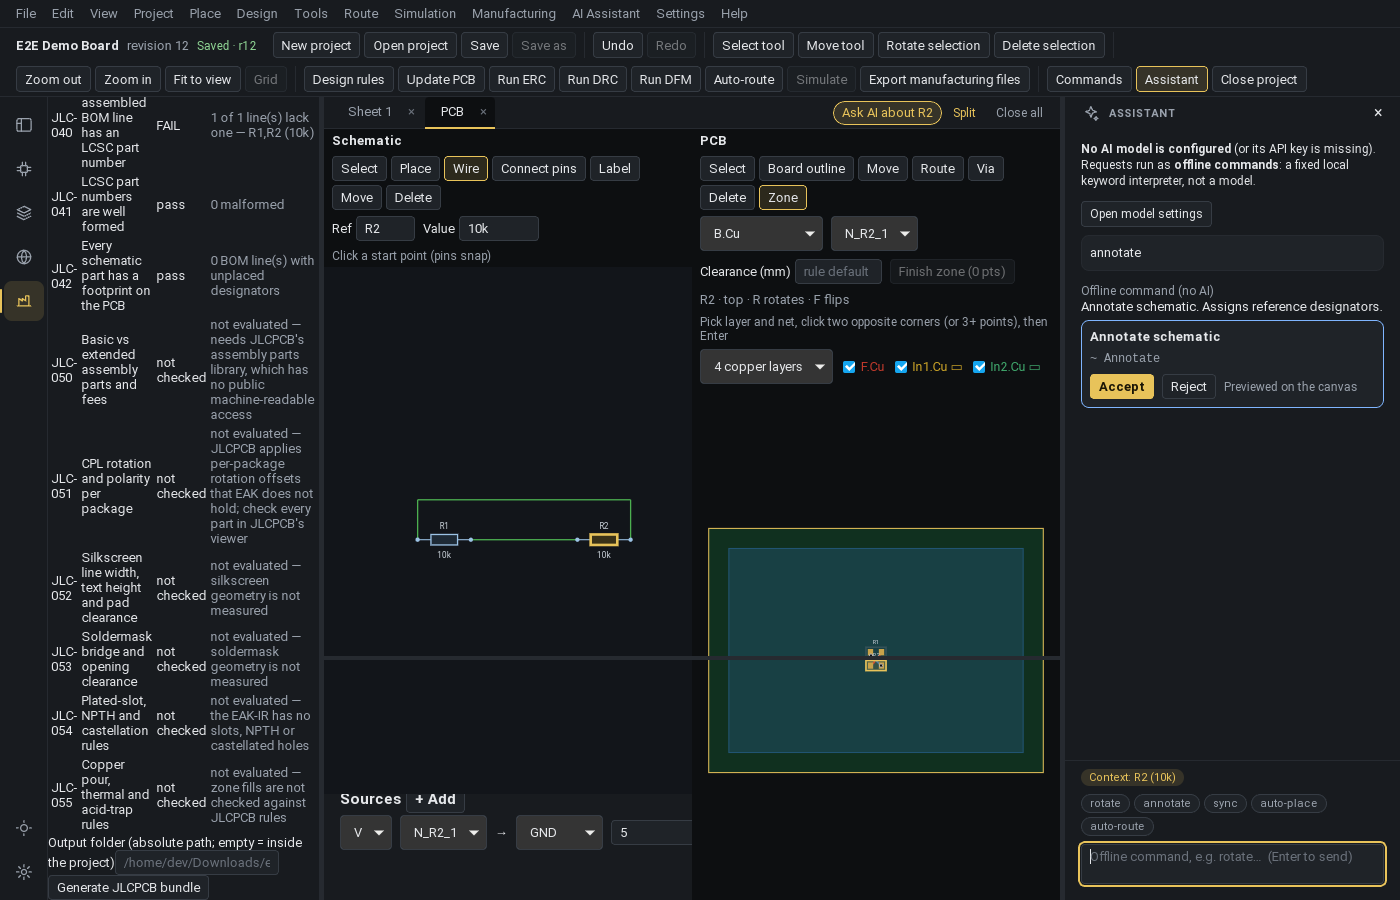 File Edit View Project Place Design Tools Route Simulation Manufacturing AI Assistant Settings Help
E2E Demo Board revision 12 Saved · r12 New project Open project Save Save as Undo Redo Select tool Move tool Rotate selection Delete selection
Zoom out Zoom in Fit to view Grid Design rules Update PCB Run ERC Run DRC Run DFM Auto-route Simulate Export manufacturing files Commands Assistant Close project
JLC-
040
assembled
BOM line
has an
LCSC part
number
FAIL
1 of 1 line(s) lack
one — R1,R2 (10k)
JLC-
041
LCSC part
numbers
are well
formed
pass
0 malformed
JLC-
042
Every
schematic
part has a
footprint on
the PCB
pass
0 BOM line(s) with
unplaced
designators
JLC-
050
Basic vs
extended
assembly
parts and
fees
not
checked
not evaluated —
needs JLCPCB's
assembly parts
library, which has
no public
machine-readable
access
JLC-
051
CPL rotation
and polarity
per
package
not
checked
not evaluated —
JLCPCB applies
per-package
rotation offsets
that EAK does not
hold; check every
part in JLCPCB's
viewer
JLC-
052
Silkscreen
line width,
text height
and pad
clearance
not
checked
not evaluated —
silkscreen
geometry is not
measured
JLC-
053
Soldermask
bridge and
opening
clearance
not
checked
not evaluated —
soldermask
geometry is not
measured
JLC-
054
Plated-slot,
NPTH and
castellation
rules
not
checked
not evaluated —
the EAK-IR has no
slots, NPTH or
castellated holes
JLC-
055
Copper
pour,
thermal and
acid-trap
rules
not
checked
not evaluated —
zone fills are not
checked against
JLCPCB rules
Output folder (absolute path; empty = inside
the project) /home/dev/Downloads/e
Generate JLCPCB bundle
Sheet 1 × PCB × Ask AI about R2 Split Close all
Schematic
Select Place Wire Connect pins Label
Move Delete
Ref R2 Value 10k
Click a start point (pins snap)
R1 R2
10k 10k
Sources + Add
V N_R2_1 → GND 5
PCB
Select Board outline Move Route Via
Delete Zone
B.Cu N_R2_1
Clearance (mm) rule default Finish zone (0 pts)
R2 · top · R rotates · F flips
Pick layer and net, click two opposite corners (or 3+ points), then
Enter
4 copper layers F.Cu In1.Cu In2.Cu
R1
ASSISTANT ×
No AI model is configured (or its API key is missing).
Requests run as offline commands: a fixed local
keyword interpreter, not a model.
Open model settings
annotate
Offline command (no AI)
Annotate schematic. Assigns reference designators.
Annotate schematic
~ Annotate
Accept Reject Previewed on the canvas
Context: R2 (10k)
rotate annotate sync auto-place
auto-route
Offline command, e.g. rotate... (Enter to send)